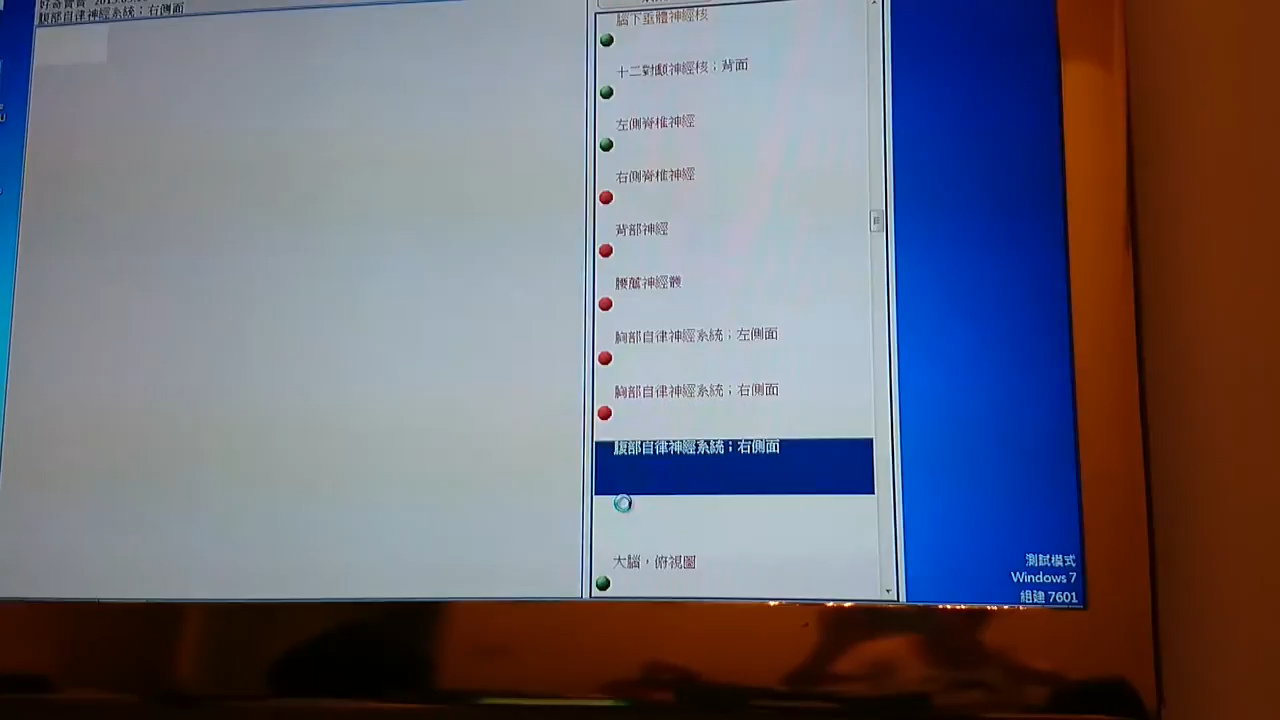 腹部自律神經系統；右側面
腦下垂體神經核
十二對顱神經核；背面
左側脊椎神經
右側脊椎神經
背部神經
腰薦神經叢
胸部自律神經系統；左側面
胸部自律神經系統；右側面
腹部自律神經系統；右側面
大腦，俯視圖
測試模式
Windows 7
組建 7601